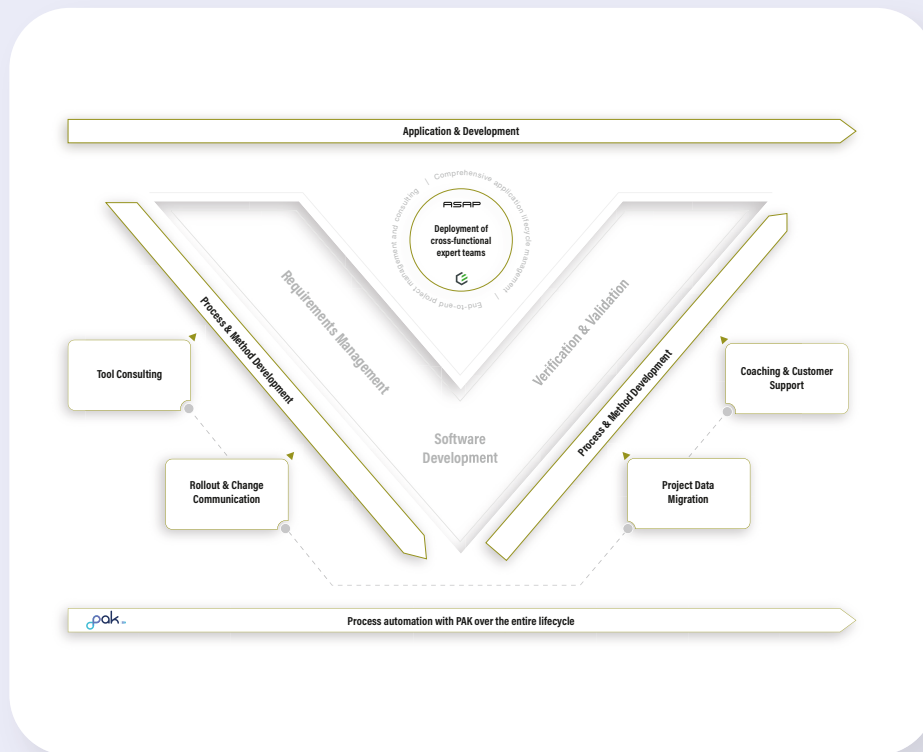 Application & Development
Comprehensive application lifecycle management
|
End-to-end project management and consulting
|
ASAP
Deployment of
cross-functional
expert teams
Requirements Management
Verification & Validation
Process & Method Development
Process & Method Development
Software
Development
Tool Consulting
Coaching & Customer
Support
Rollout & Change
Communication
Project Data
Migration
pak
Process automation with PAK over the entire lifecycle